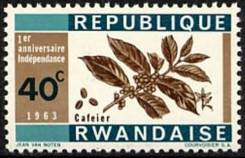 REPUBLIQUE
1er
anniversaire
Indépendance
40c
1963
Cafeier
RWANDAISE
JEAN VAN NOTEN
COURVOISIER S.A.